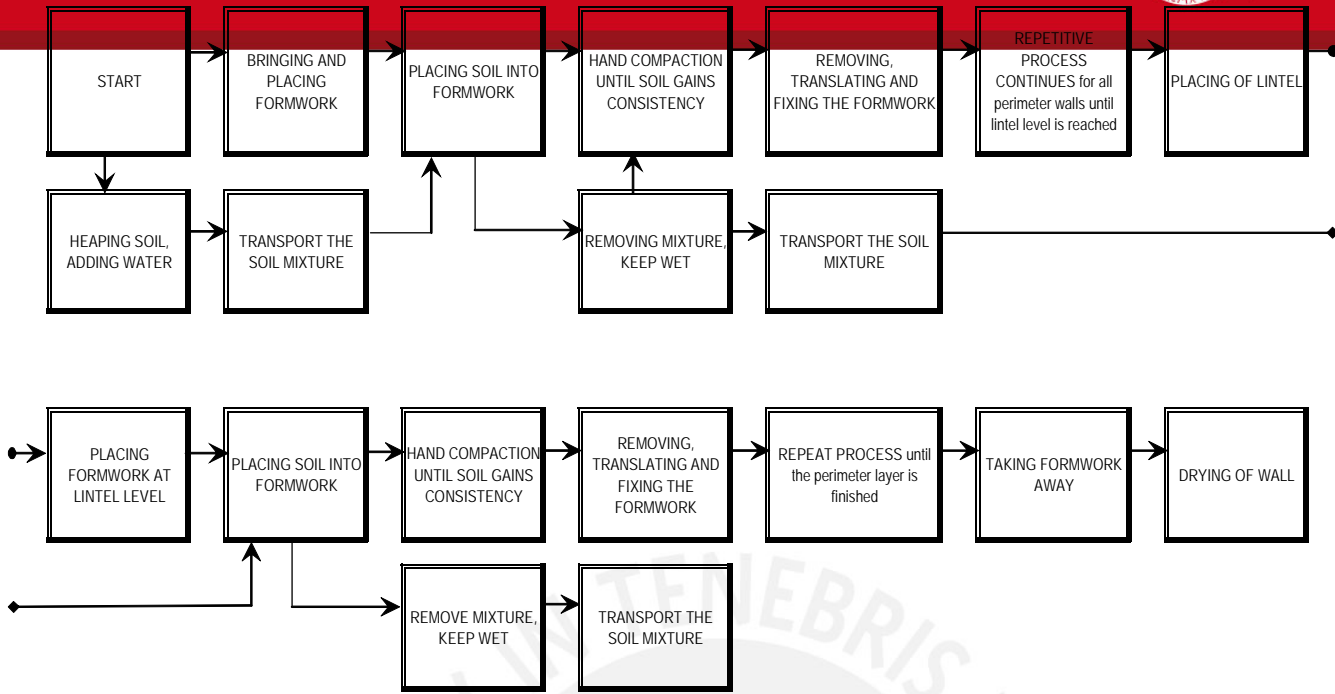 START
BRINGING AND
PLACING
FORMWORK
PLACING SOIL INTO
FORMWORK
HAND COMPACTION
UNTIL SOIL GAINS
CONSISTENCY
REMOVING,
TRANSLATING AND
FIXING THE FORMWORK
REPETITIVE
PROCESS
CONTINUES for all
perimeter walls until
lintel level is reached
PLACING OF LINTEL
HEAPING SOIL,
ADDING WATER
TRANSPORT THE
SOIL MIXTURE
REMOVING MIXTURE,
KEEP WET
TRANSPORT THE SOIL
MIXTURE
PLACING
FORMWORK AT
LINTEL LEVEL
PLACING SOIL INTO
FORMWORK
HAND COMPACTION
UNTIL SOIL GAINS
CONSISTENCY
REMOVING,
TRANSLATING AND
FIXING THE
FORMWORK
REPEAT PROCESS until
the perimeter layer is
finished
TAKING FORMWORK
AWAY
DRYING OF WALL
REMOVE MIXTURE,
KEEP WET
TRANSPORT THE
SOIL MIXTURE
IN TENEBRIS